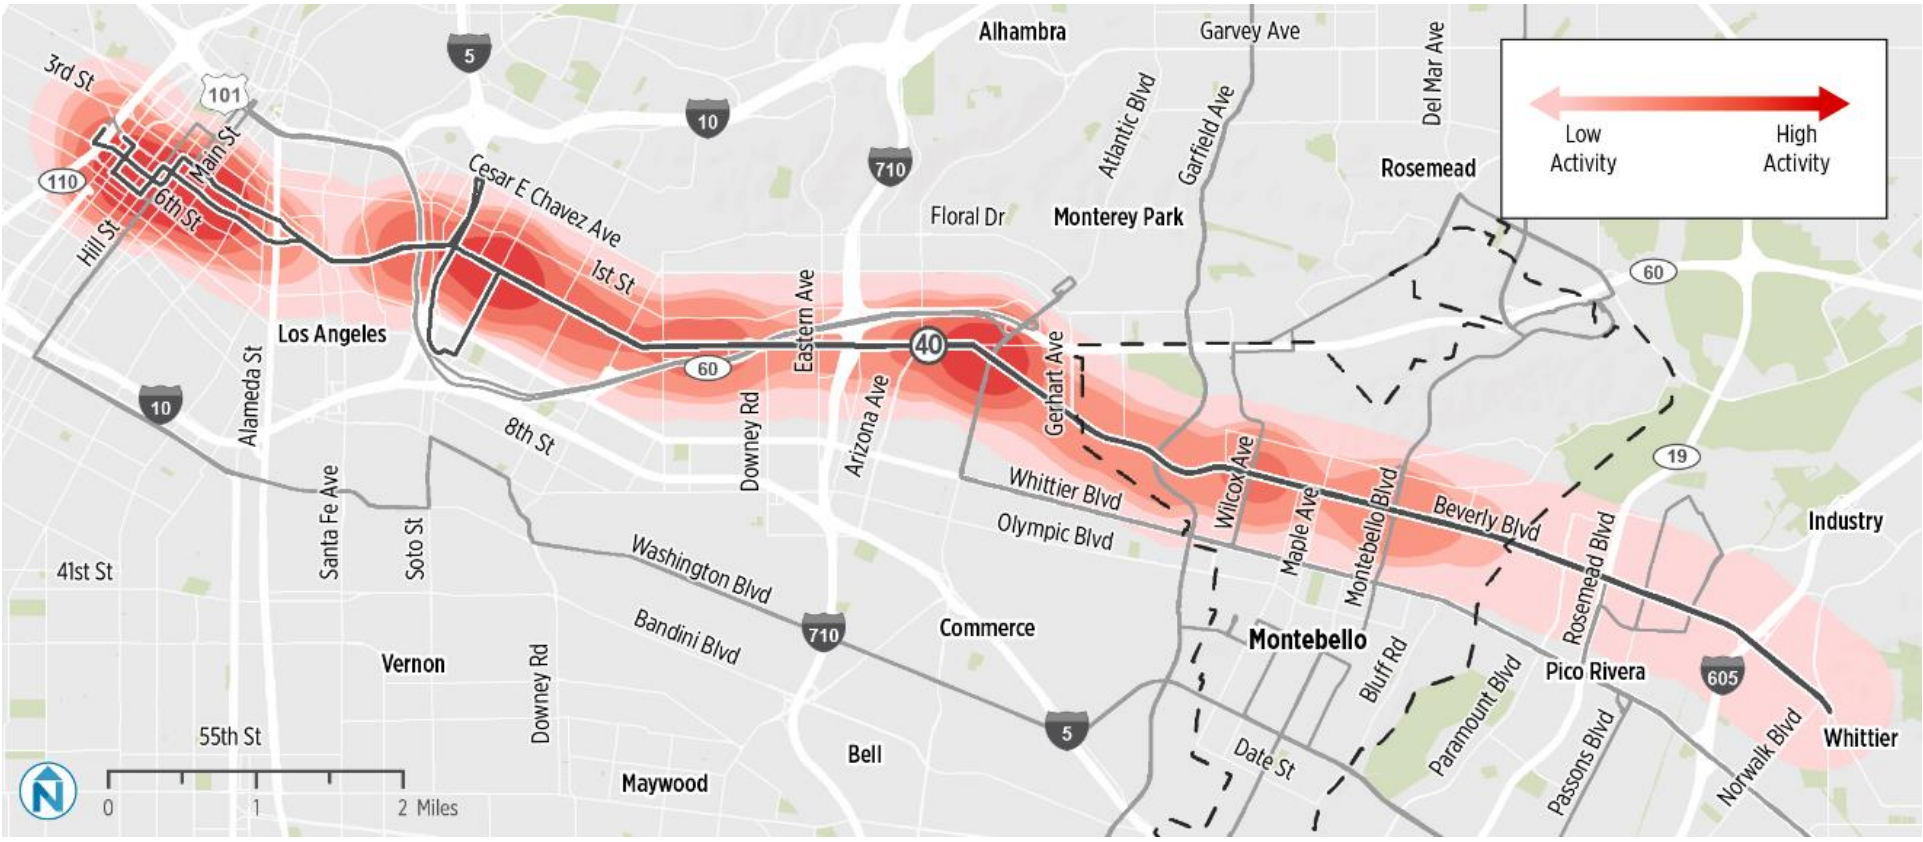 Alhambra
Garvey Ave
Del Mar Ave
3rd St
5
101
10
Atlantic Blvd
Garfield Ave
Low
Activity
High
Activity
710
Main St
Cesar E Chavez Ave
Rosemead
110
6th St
Hill St
Floral Dr
Monterey Park
1st St
60
Eastern Ave
Los Angeles
40
Gerhart Ave
60
Alameda St
10
8th St
Downey Rd
Arizona Ave
19
Whittier Blvd
Wilcox Ave
Maple Ave
Montebello Blvd
Beverly Blvd
Industry
Santa Fe Ave
Soto St
Olympic Blvd
Rosemead Blvd
41st St
Washington Blvd
Bandini Blvd
710
Commerce
Montebello
Bluff Rd
Vernon
Downey Rd
Paramount Blvd
Pico Rivera
605
55th St
5
Bell
Date St
Passons Blvd
Norwalk Blvd
Whittier
Maywood
N
0 1 2 Miles